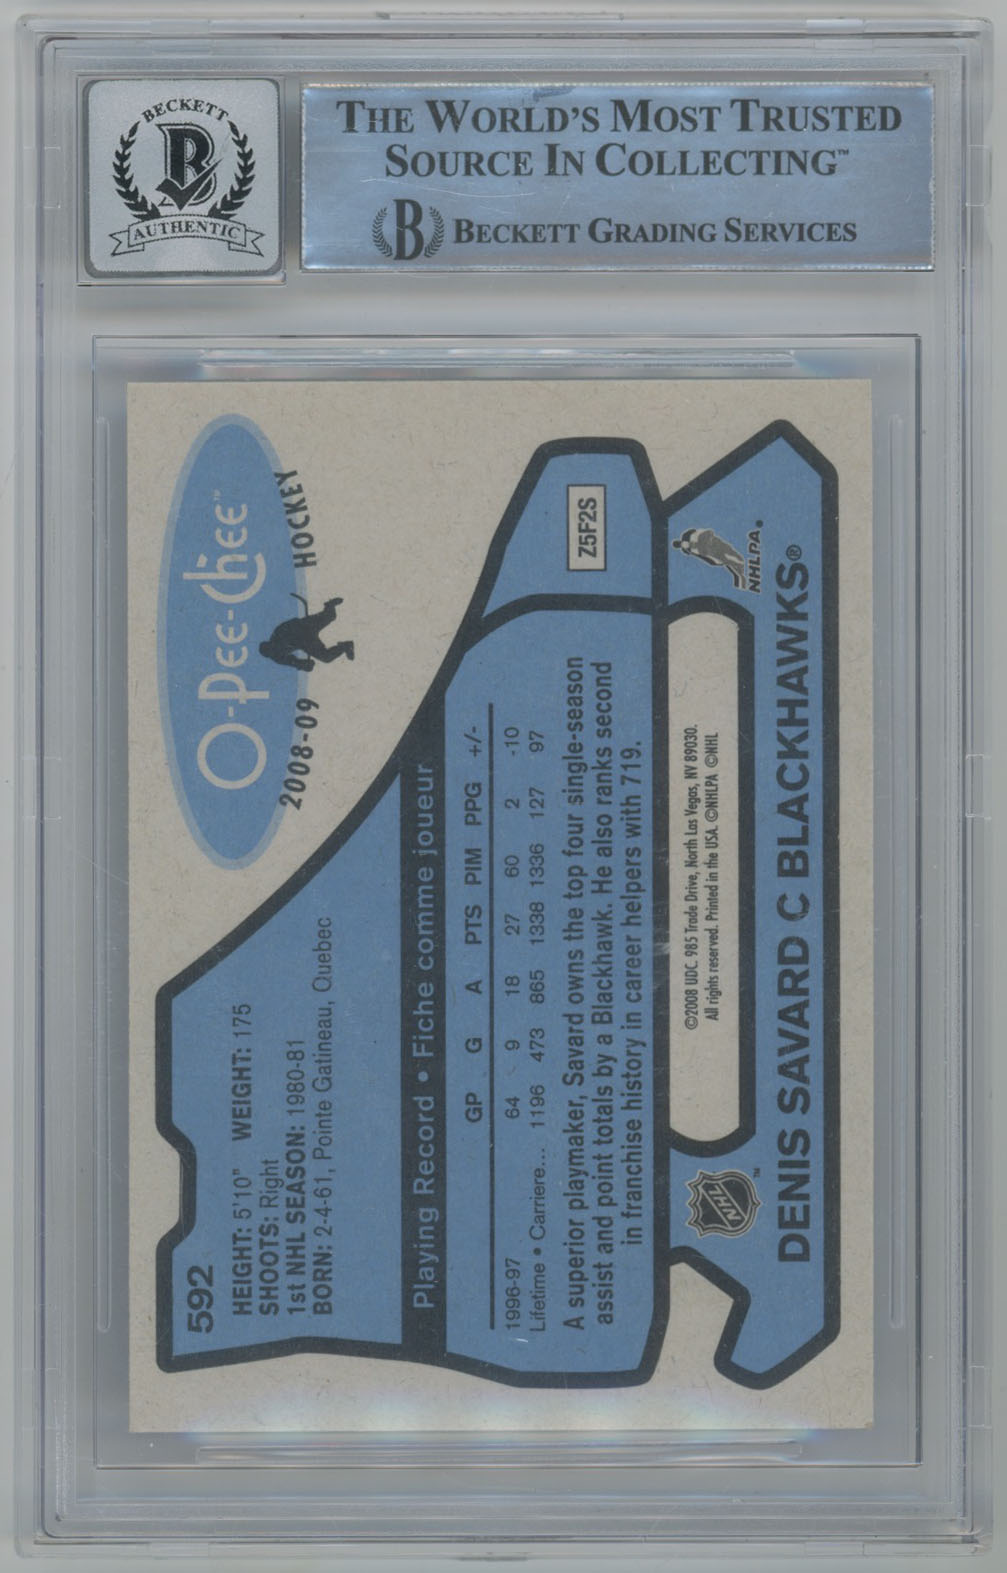 BECKETT
B
AUTHENTIC
THE WORLD'S MOST TRUSTED
SOURCE IN COLLECTING™
B BECKETT GRADING SERVICES
O-Pee-Chee™
2008-09 HOCKEY
592
HEIGHT: 5'10" WEIGHT: 175
SHOOTS: Right
1st NHL SEASON: 1980-81
BORN: 2-4-61, Pointe Gatineau, Quebec
Playing Record • Fiche comme joueur
GP G A PTS PIM PPG +/-
1996-97 64 9 18 27 60 2 -10
Lifetime • Carriere... 1196 473 865 1338 1336 127 97
A superior playmaker, Savard owns the top four single-season
assist and point totals by a Blackhawk. He also ranks second
in franchise history in career helpers with 719.
Z5F2S
©2008 UDC. 985 Trade Drive, North Las Vegas, NV 89030.
All rights reserved. Printed in the USA. ©NHLPA ©NHL
NHL™
NHLPA.
DENIS SAVARD C BLACKHAWKS®